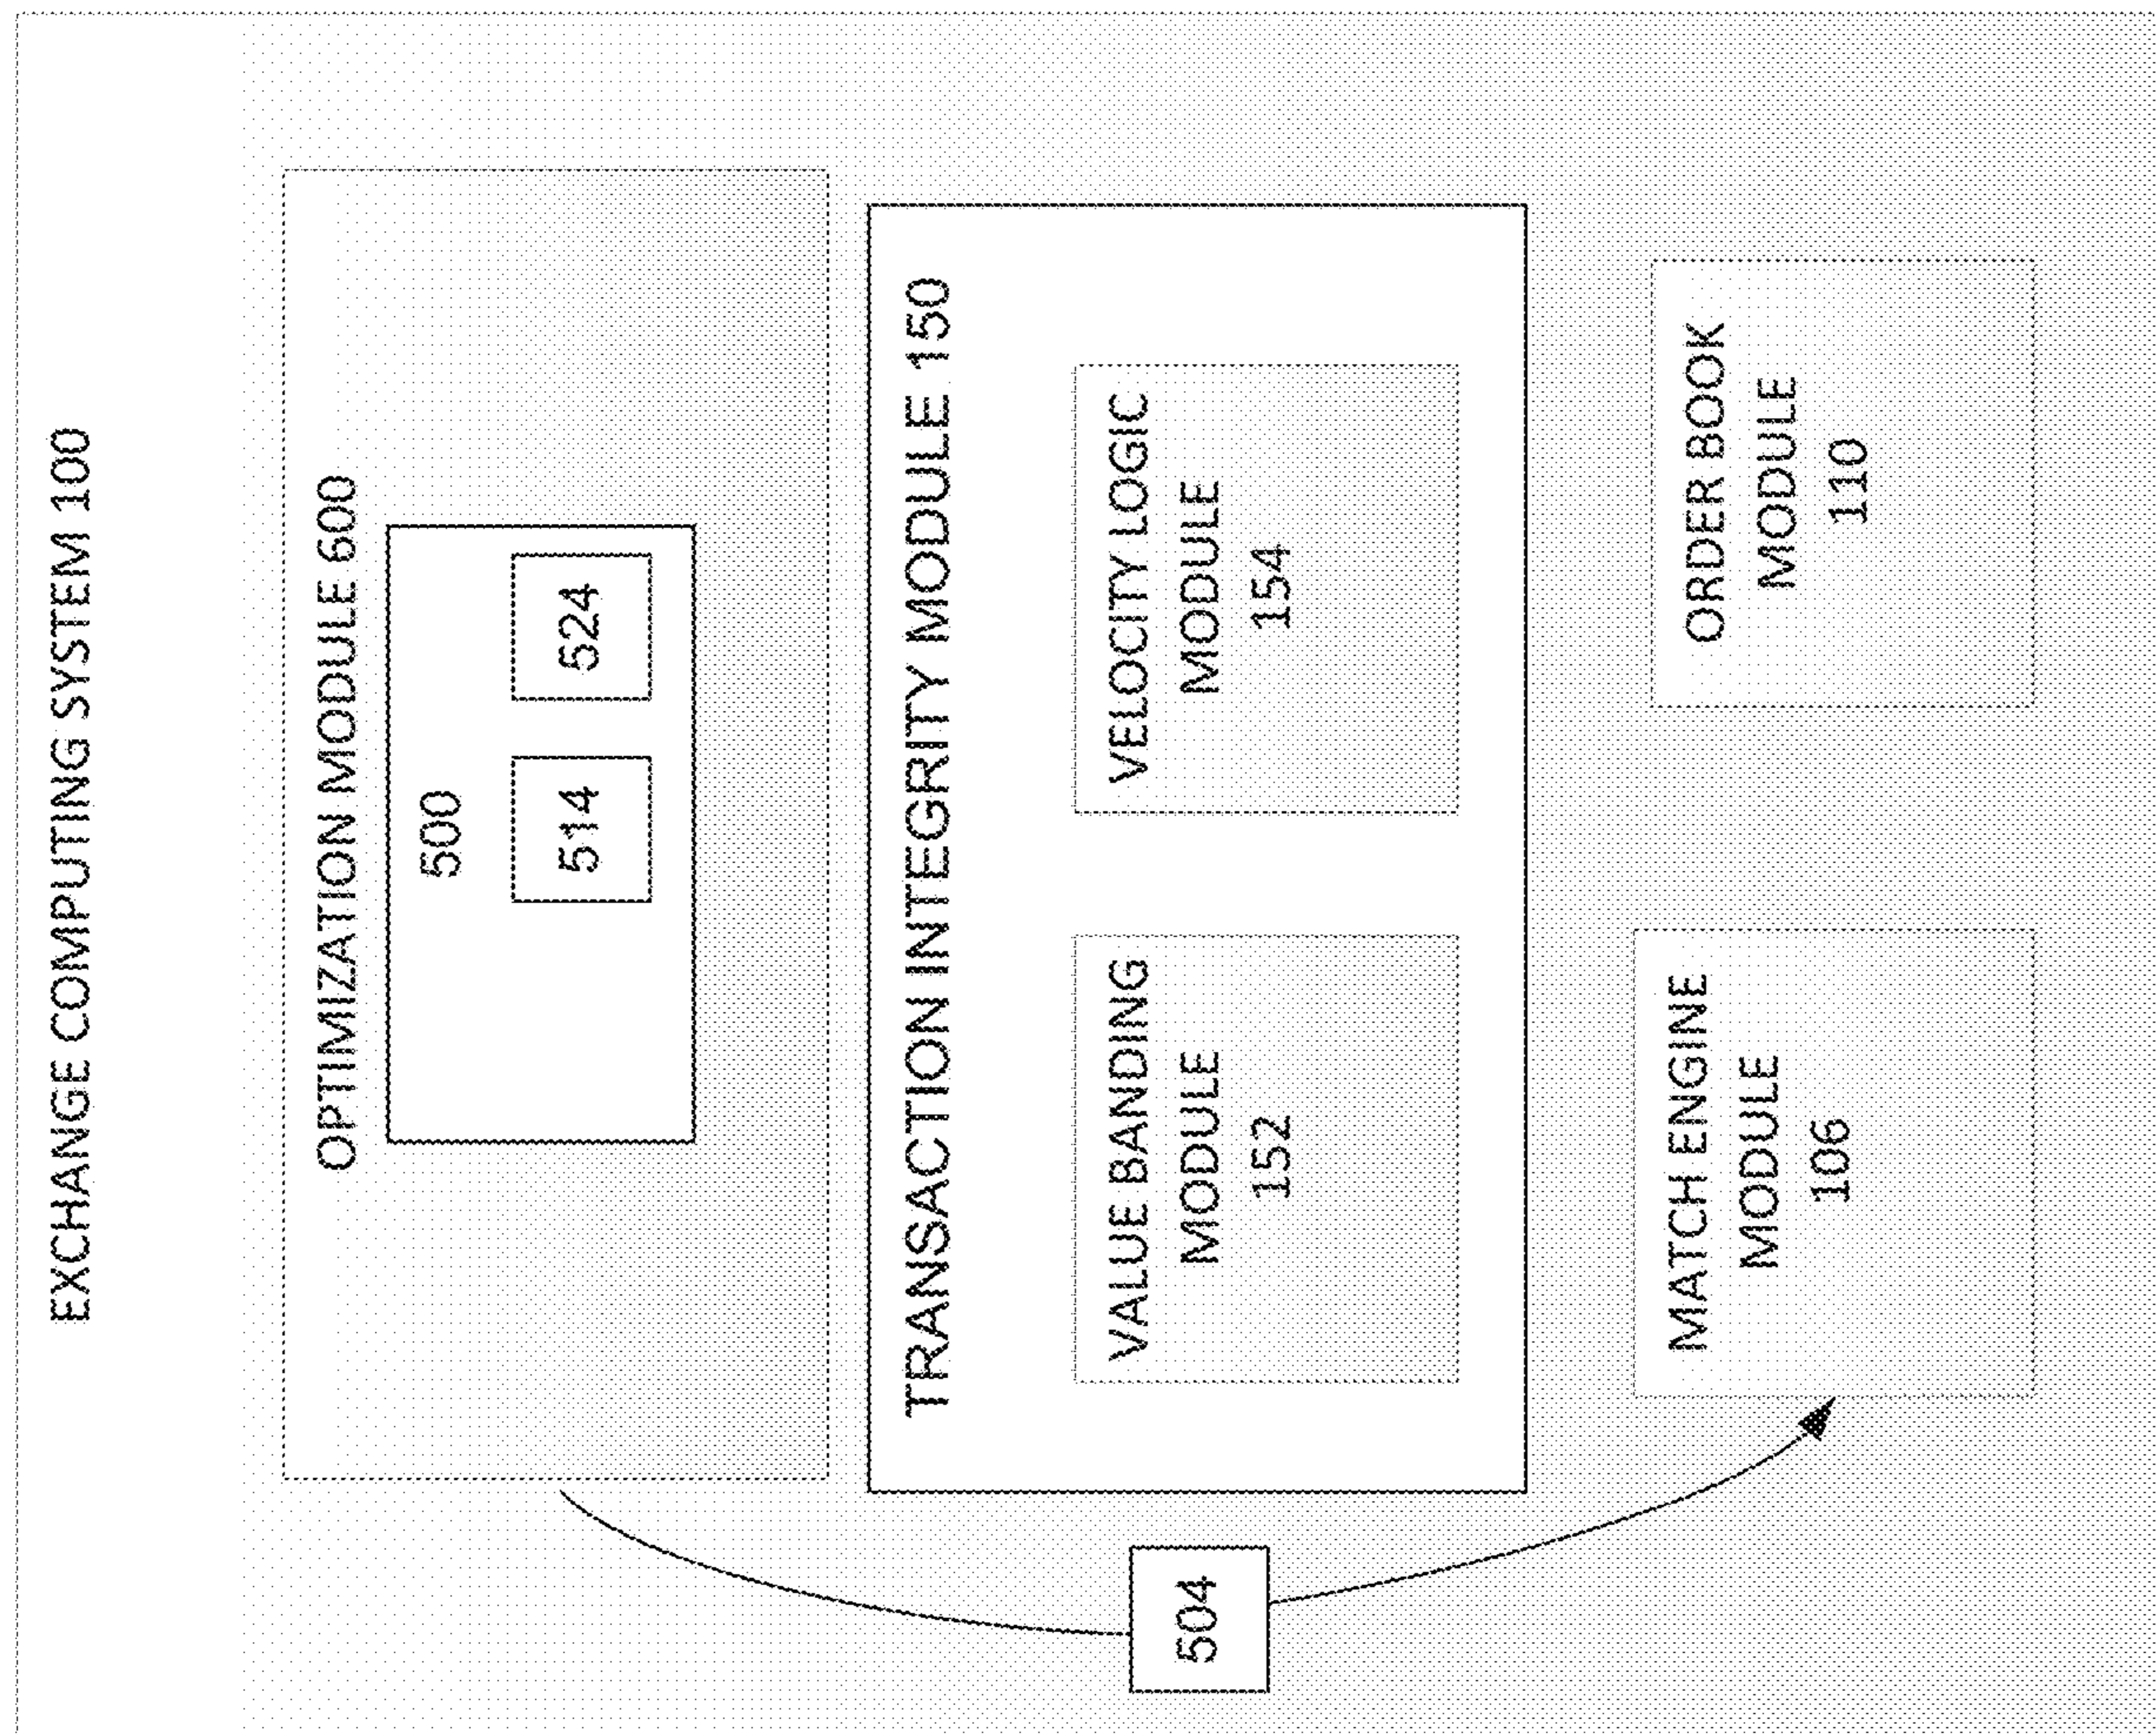 EXCHANGE COMPUTING SYSTEM 100
OPTIMIZATION MODULE 600
500
514
524
TRANSACTION INTEGRITY MODULE 150
VALUE BANDING
MODULE
152
VELOCITY LOGIC
MODULE
154
504
MATCH ENGINE
MODULE
106
ORDER BOOK
MODULE
110